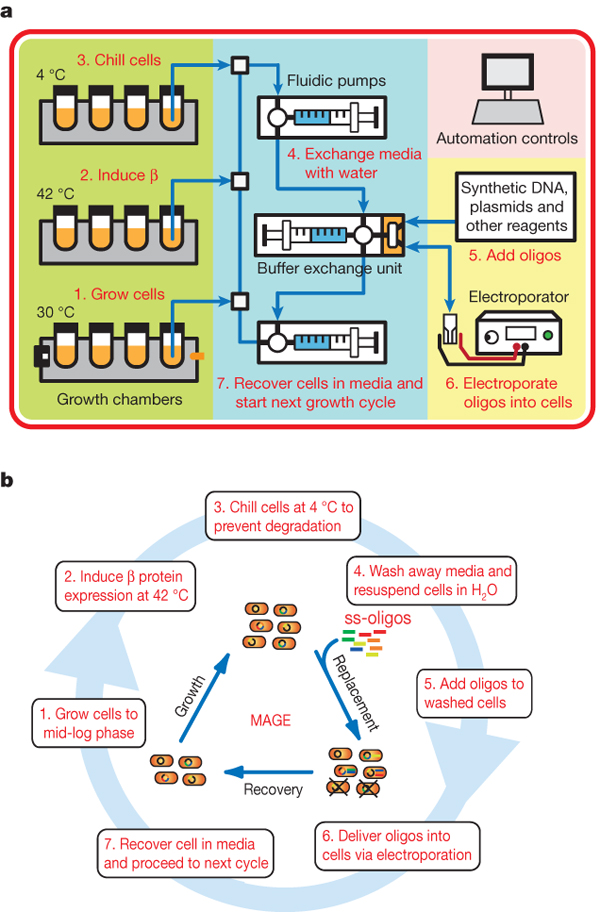 a
3. Chill cells
4 °C
Fluidic pumps
Automation controls
4. Exchange media
with water
2. Induce β
42 °C
Synthetic DNA,
plasmids and
other reagents
Buffer exchange unit
5. Add oligos
1. Grow cells
30 °C
Electroporator
Growth chambers
7. Recover cells in media and
start next growth cycle
6. Electroporate
oligos into cells
b
3. Chill cells at 4 °C to
prevent degradation
2. Induce β protein
expression at 42 °C
4. Wash away media and
resuspend cells in H₂O
ss-oligos
Growth
Replacement
5. Add oligos to
washed cells
1. Grow cells to
mid-log phase
MAGE
Recovery
7. Recover cell in media
and proceed to next cycle
6. Deliver oligos into
cells via electroporation